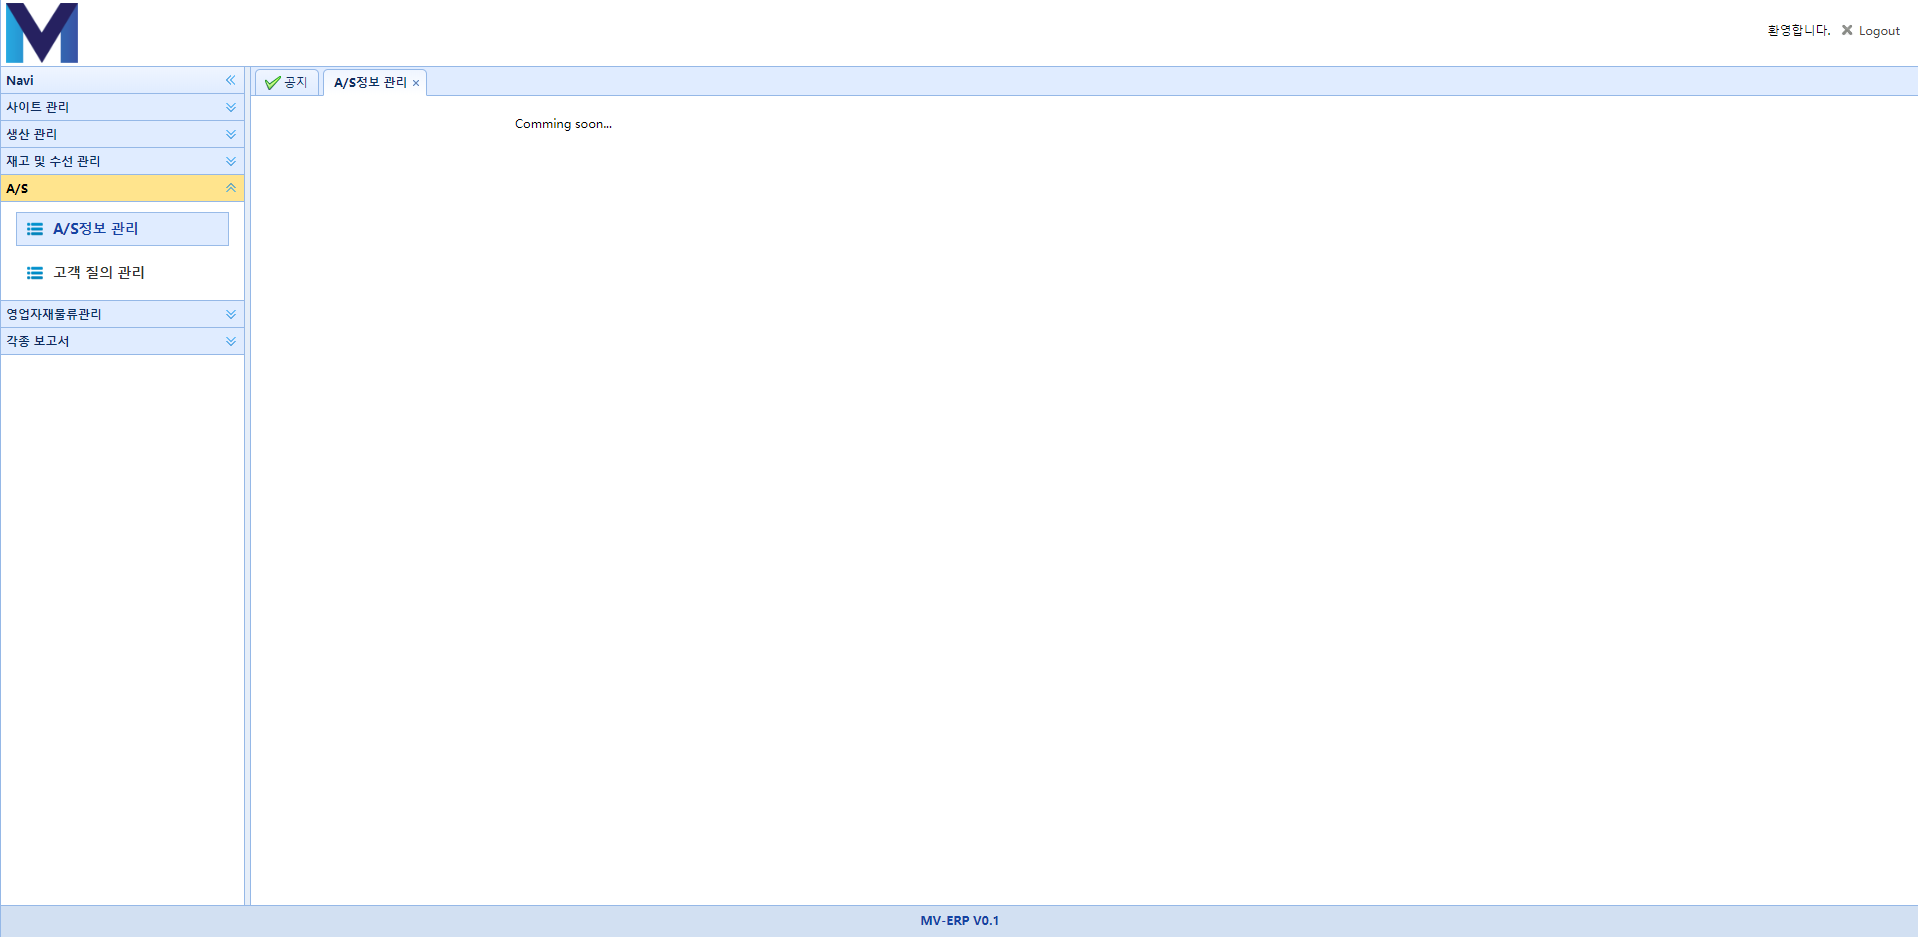 M
환영합니다. Logout
Navi
사이트 관리
생산 관리
재고 및 수선 관리
A/S
A/S정보 관리
고객 질의 관리
영업자재물류관리
각종 보고서
공지
A/S정보 관리
Comming soon...
MV-ERP V0.1